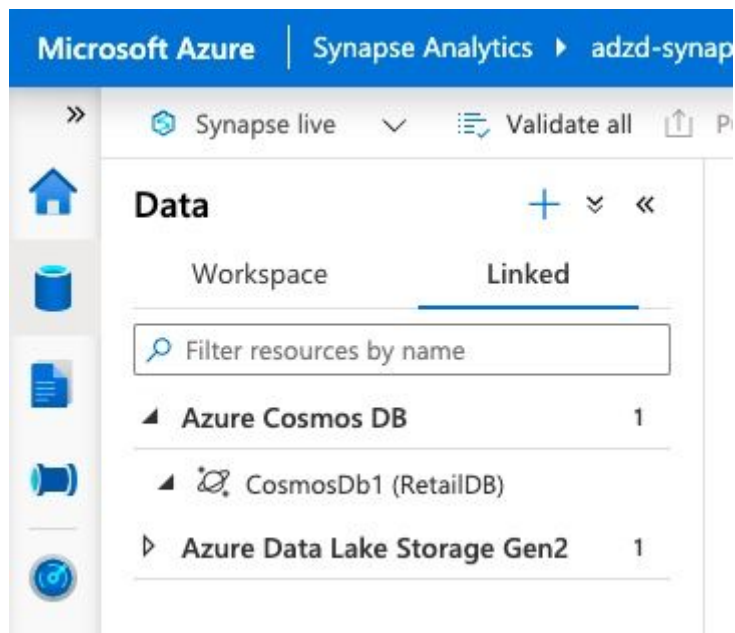 Microsoft Azure Synapse Analytics adzd-synap
Synapse live Validate all
Data
Workspace Linked
Filter resources by name
Azure Cosmos DB 1
CosmosDb1 (RetailDB)
Azure Data Lake Storage Gen2 1